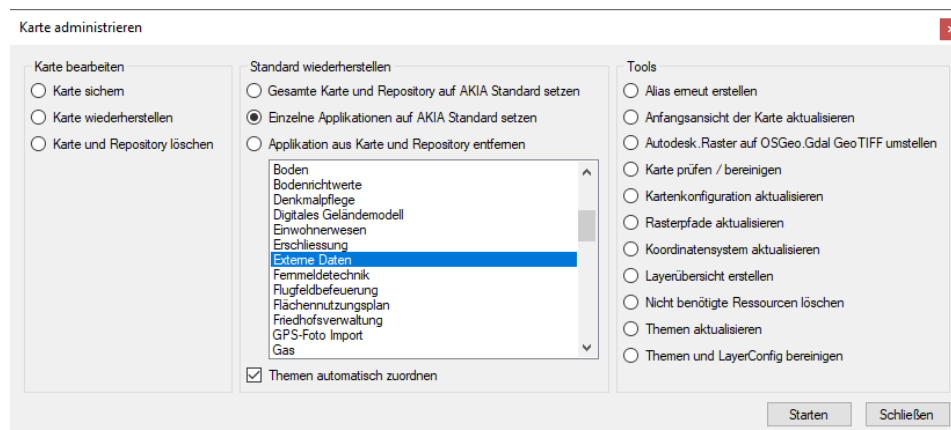 Karte administrieren
Karte bearbeiten
Karte sichern
Karte wiederherstellen
Karte und Repository löschen
Standard wiederherstellen
Gesamte Karte und Repository auf AKIA Standard setzen
Einzelne Applikationen auf AKIA Standard setzen
Applikation aus Karte und Repository entfernen
Boden
Bodenrichtwerte
Denkmalpflege
Digitales Geländemodell
Einwohnerwesen
Erschliessung
Externe Daten
Fernmeldetechnik
Flugfeldbefeuerung
Flächennutzungsplan
Friedhofsverwaltung
GPS-Foto Import
Gas
Themen automatisch zuordnen
Tools
Alias erneut erstellen
Anfangsansicht der Karte aktualisieren
Autodesk.Raster auf OSGeo.Gdal GeoTIFF umstellen
Karte prüfen / bereinigen
Kartenkonfiguration aktualisieren
Rasterpfade aktualisieren
Koordinatensystem aktualisieren
Layerübersicht erstellen
Nicht benötigte Ressourcen löschen
Themen aktualisieren
Themen und LayerConfig bereinigen
Starten
Schließen